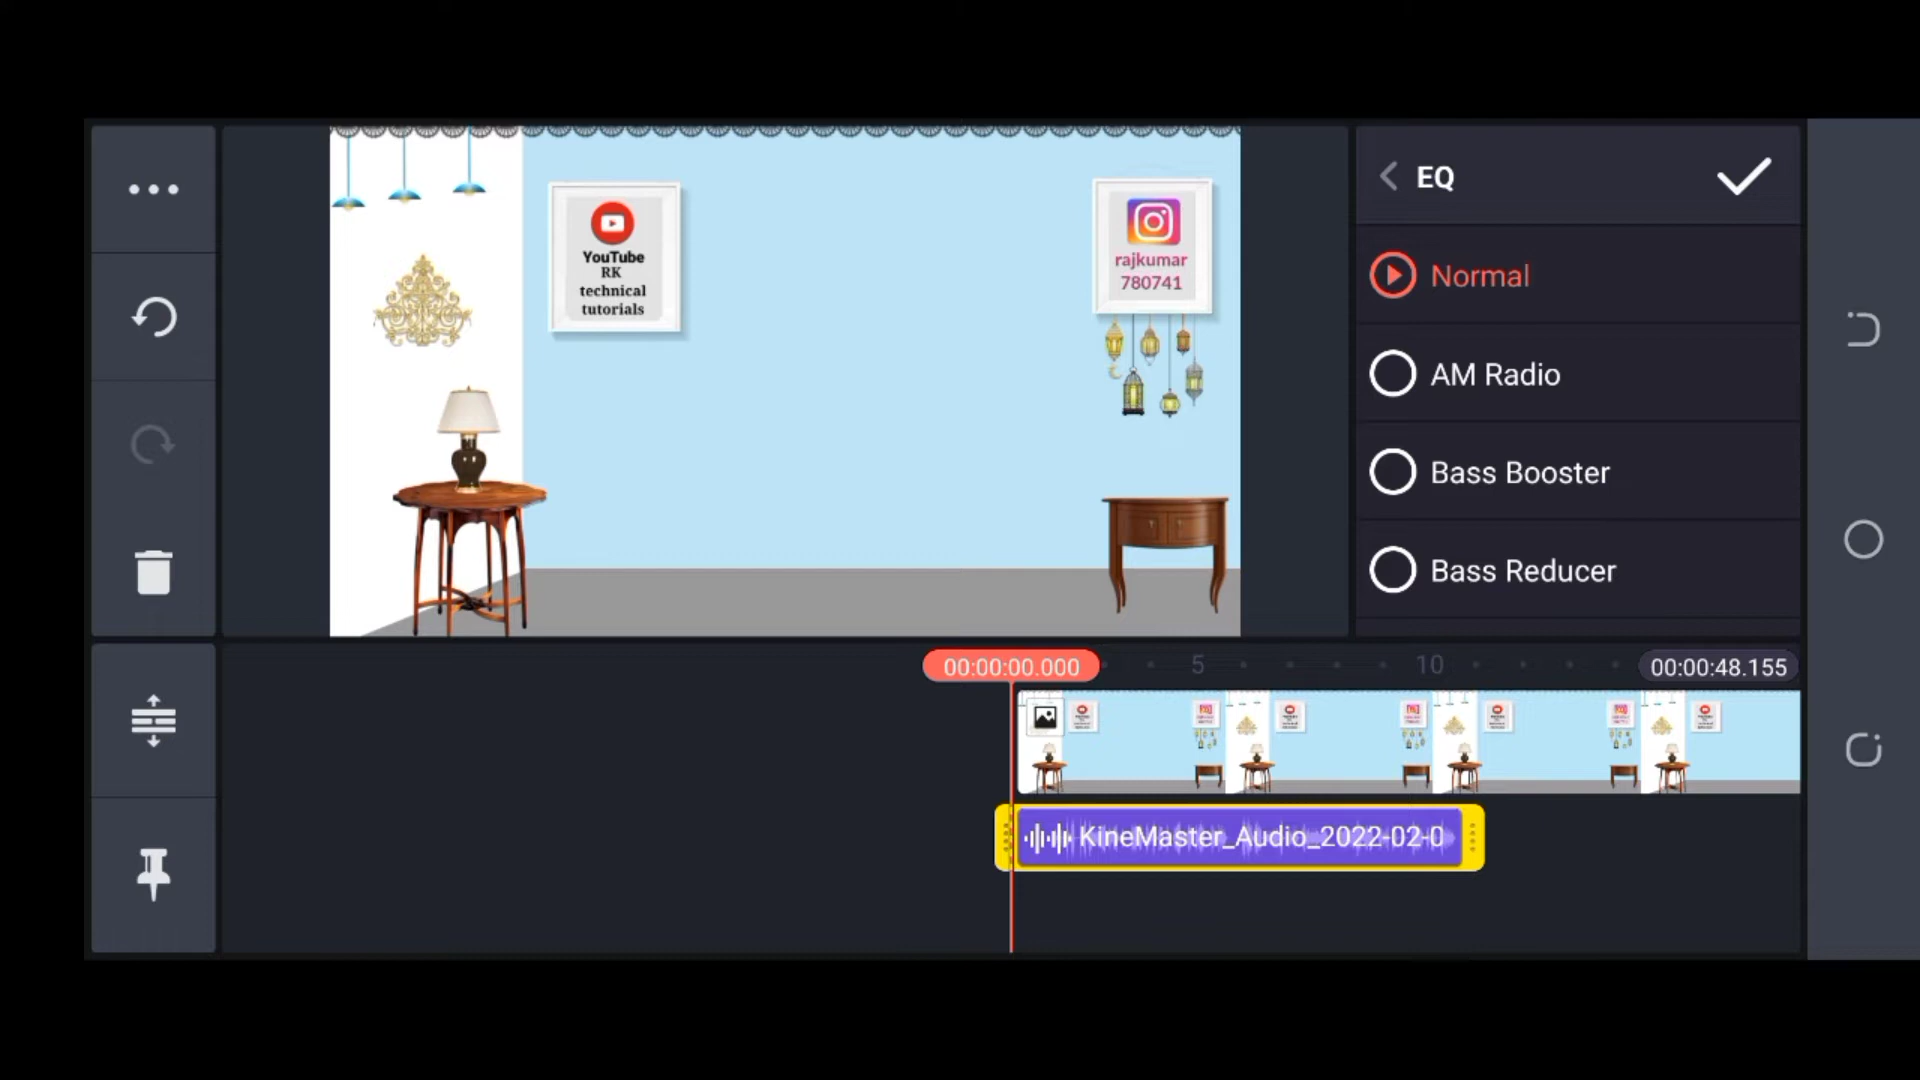 YouTube
RK
technical
tutorials
rajkumar
780741
EQ
Normal
AM Radio
Bass Booster
Bass Reducer
00:00:00.000
5
10
00:00:48.155
KineMaster_Audio_2022-02-0